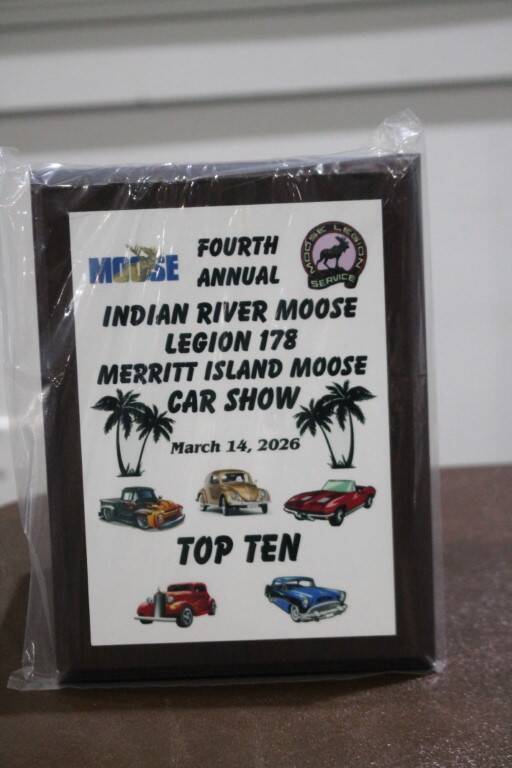 MOOSE
FOURTH
ANNUAL
MOOSE LEGION
SERVICE
INDIAN RIVER MOOSE
LEGION 178
MERRITT ISLAND MOOSE
CAR SHOW
March 14, 2026
TOP TEN